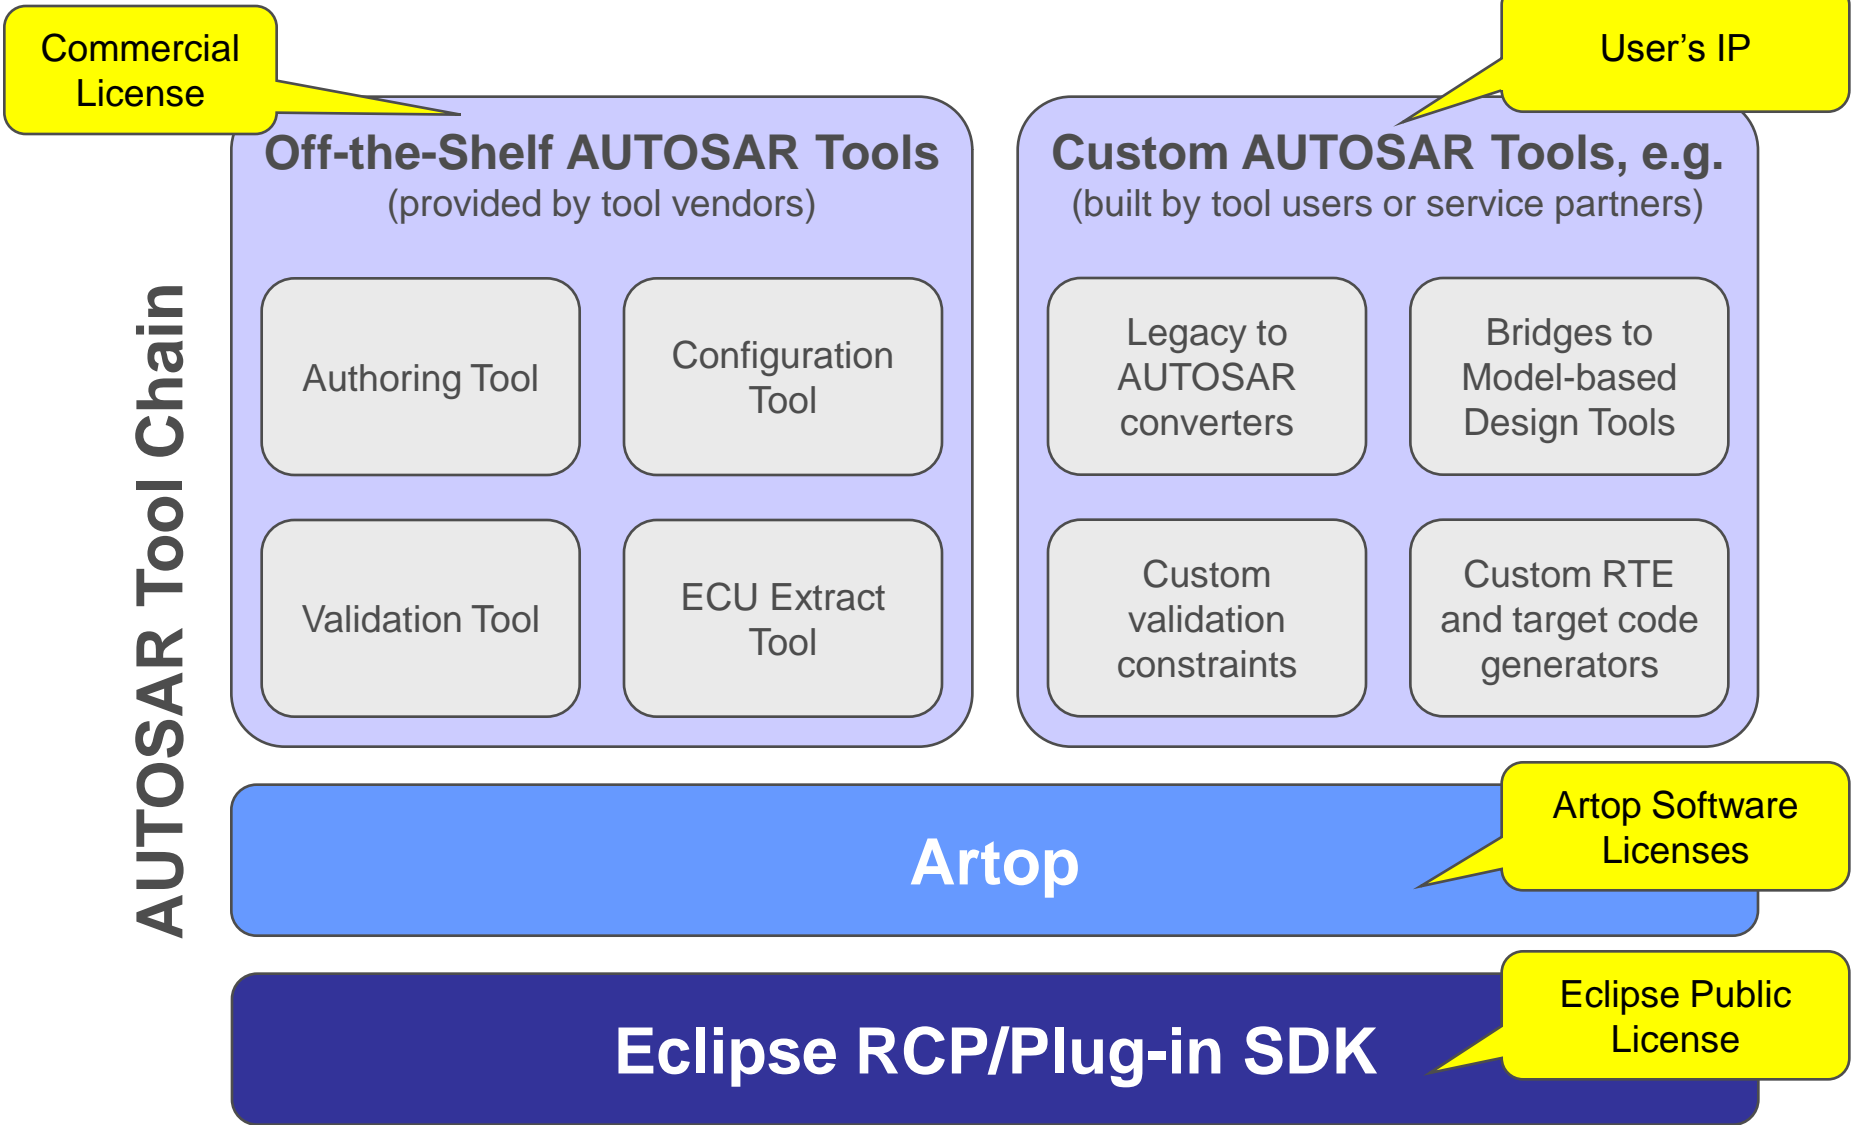 Commercial
License
User’s IP
Off-the-Shelf AUTOSAR Tools
(provided by tool vendors)
Custom AUTOSAR Tools, e.g.
(built by tool users or service partners)
AUTOSAR Tool Chain
Authoring Tool
Configuration
Tool
Legacy to
AUTOSAR
converters
Bridges to
Model-based
Design Tools
Validation Tool
ECU Extract
Tool
Custom
validation
constraints
Custom RTE
and target code
generators
Artop
Artop Software
Licenses
Eclipse RCP/Plug-in SDK
Eclipse Public
License